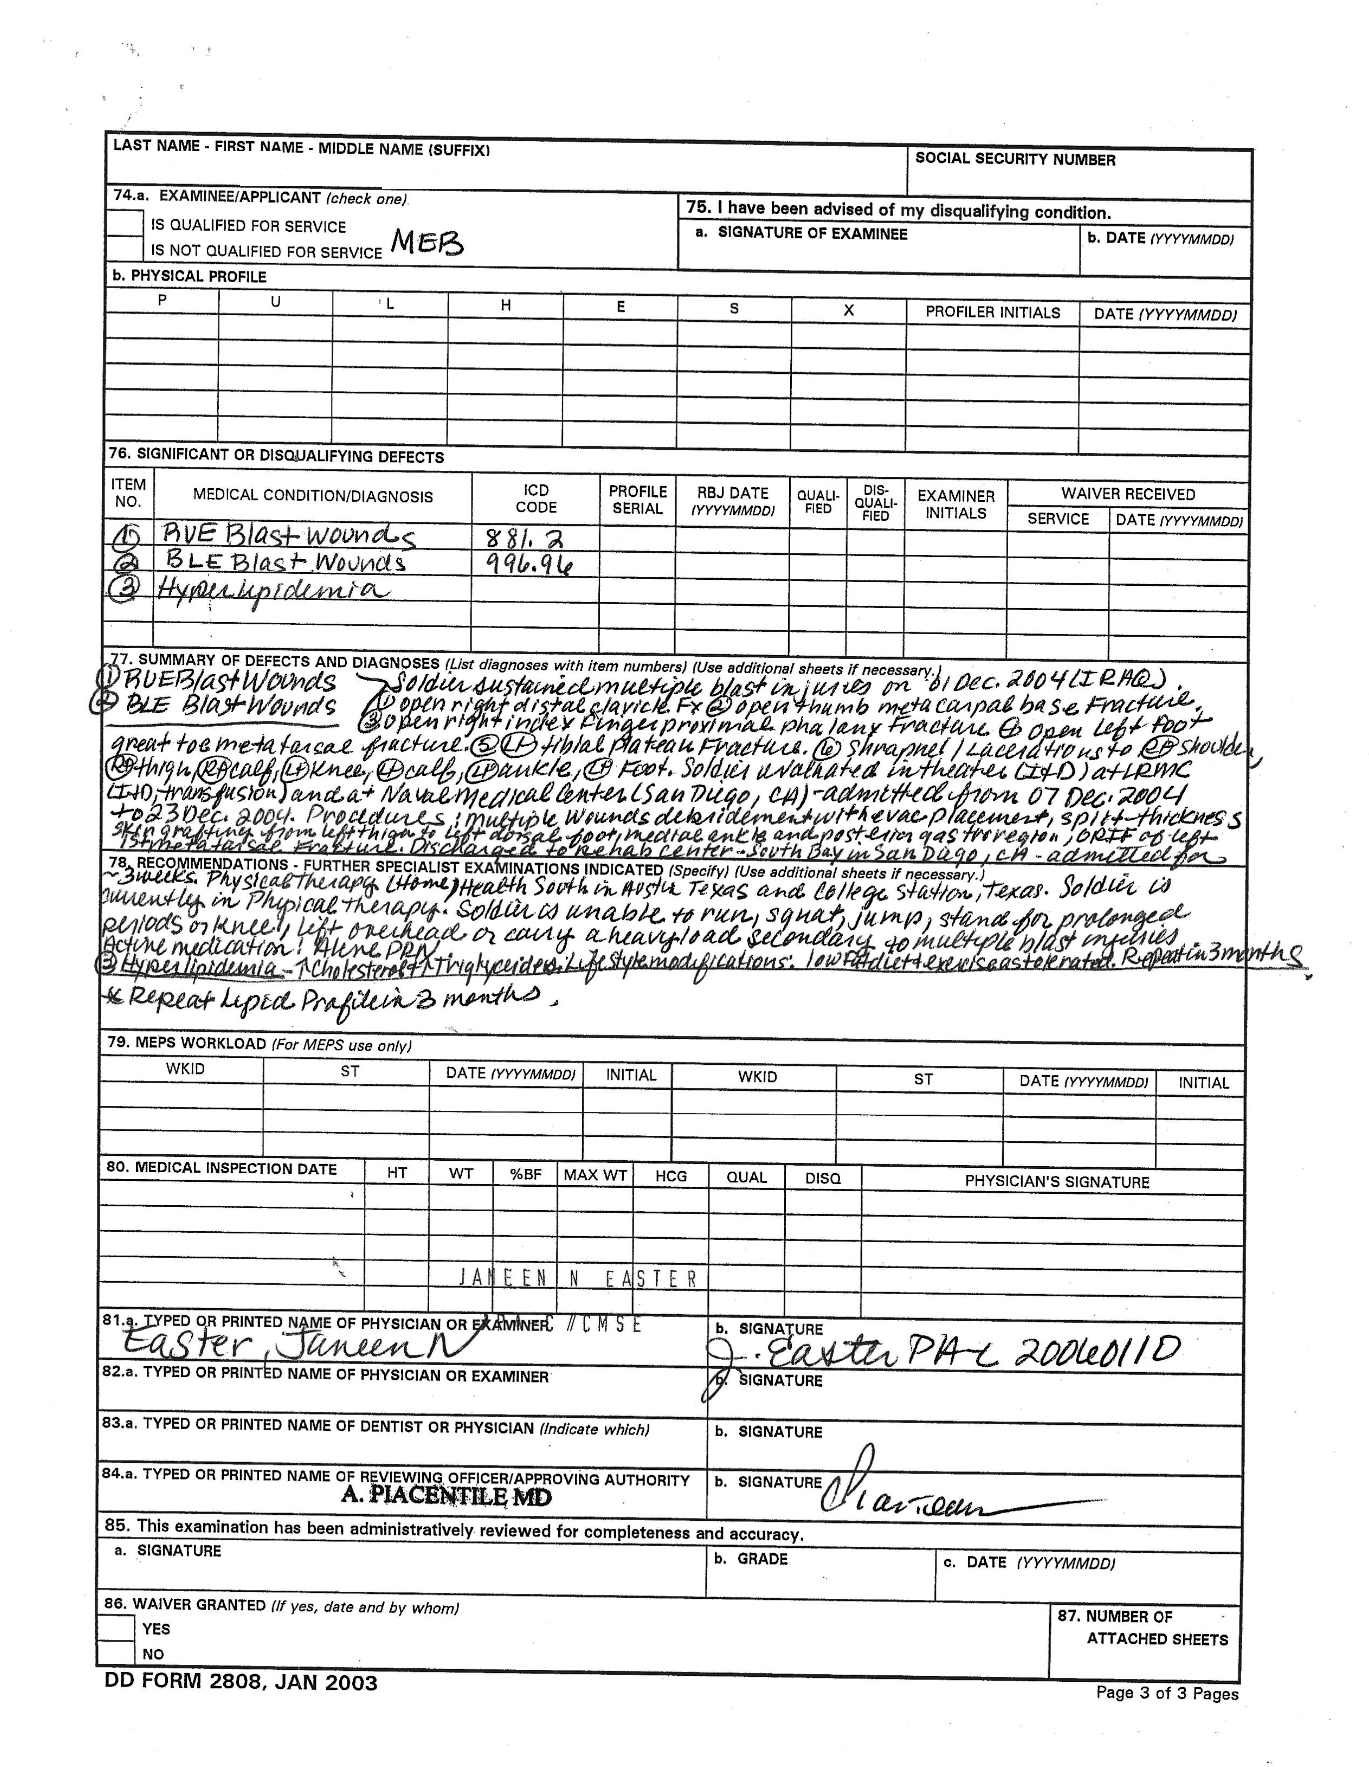 LAST NAME - FIRST NAME - MIDDLE NAME (SUFFIX)
SOCIAL SECURITY NUMBER
74.a. EXAMINEE/APPLICANT (check one)
IS QUALIFIED FOR SERVICE
IS NOT QUALIFIED FOR SERVICE MEB
75. I have been advised of my disqualifying condition.
a. SIGNATURE OF EXAMINEE
b. DATE (YYYYMMDD)
b. PHYSICAL PROFILE
P U L H E S X PROFILER INITIALS DATE (YYYYMMDD)
76. SIGNIFICANT OR DISQUALIFYING DEFECTS
ITEM NO. MEDICAL CONDITION/DIAGNOSIS ICD CODE PROFILE SERIAL RBJ DATE (YYYYMMDD) QUALI-FIED DIS-QUALI-FIED EXAMINER INITIALS WAIVER RECEIVED
SERVICE DATE (YYYYMMDD)
① RUE Blast Wounds 881.2
② BLE Blast Wounds 996.96
③ Hyperlipidemia
77. SUMMARY OF DEFECTS AND DIAGNOSES (List diagnoses with item numbers) (Use additional sheets if necessary.)
① RUE Blast Wounds Soldier sustained multiple blast injuries on 01 Dec. 2004 (IRAQ).
② BLE Blast Wounds ① open right distal clavicle Fx ② open thumb metacarpal base Fracture,
③ open right index Finger proximal phalanx Fracture ④ open left foot
great toe metatarsal fracture. ⑤ Lt tibial plateau Fracture. ⑥ Shrapnel / Lacerations to Rt shoulder,
Rt thigh, Rt calf, Lt knee, Lt calf, Lt ankle, Lt Foot. Soldier evaluated in theater (I+D) at LRMC
(I+D, transfusion) and at Naval Medical Center (San Diego, CA) - admitted from 07 Dec. 2004
to 23 Dec. 2004. Procedures: multiple wounds debridement with evac placement, split-thickness
skin grafting from left thigh to left dorsal foot, medial ankle and posterior gastroregion, ORIF of left
1st metatarsal Fracture. Discharged to rehab center - South Bay in San Diego, CA - admitted for
78. RECOMMENDATIONS - FURTHER SPECIALIST EXAMINATIONS INDICATED (Specify) (Use additional sheets if necessary.)
~3 weeks. Physical Therapy (Home) Health South in Austin Texas and College Station, Texas. Soldier is
currently in Physical therapy. Soldier is unable to run, squat, jump, stand for prolonged
periods or kneel, lift overhead or carry a heavy load secondary to multiple blast injuries
Active medication: Aleve PRN
③ Hyperlipidemia - ↑ Cholesterol + ↑ Triglycerides. Lifestyle modifications: low Fat diet + exercise as tolerated. Repeat in 3 months.
* Repeat Lipid Profile in 3 months.
79. MEPS WORKLOAD (For MEPS use only)
WKID ST DATE (YYYYMMDD) INITIAL WKID ST DATE (YYYYMMDD) INITIAL
80. MEDICAL INSPECTION DATE HT WT %BF MAX WT HCG QUAL DISQ PHYSICIAN'S SIGNATURE
JANEEN N EASTER
81.a. TYPED OR PRINTED NAME OF PHYSICIAN OR EXAMINER //CMSE
Easter, Janeen N
b. SIGNATURE
J. Easter PA-C 20060110
82.a. TYPED OR PRINTED NAME OF PHYSICIAN OR EXAMINER
b. SIGNATURE
83.a. TYPED OR PRINTED NAME OF DENTIST OR PHYSICIAN (Indicate which)
b. SIGNATURE
84.a. TYPED OR PRINTED NAME OF REVIEWING OFFICER/APPROVING AUTHORITY
A. PIACENTILE, MD
b. SIGNATURE
85. This examination has been administratively reviewed for completeness and accuracy.
a. SIGNATURE
b. GRADE
c. DATE (YYYYMMDD)
86. WAIVER GRANTED (If yes, date and by whom)
YES
NO
87. NUMBER OF ATTACHED SHEETS
DD FORM 2808, JAN 2003
Page 3 of 3 Pages